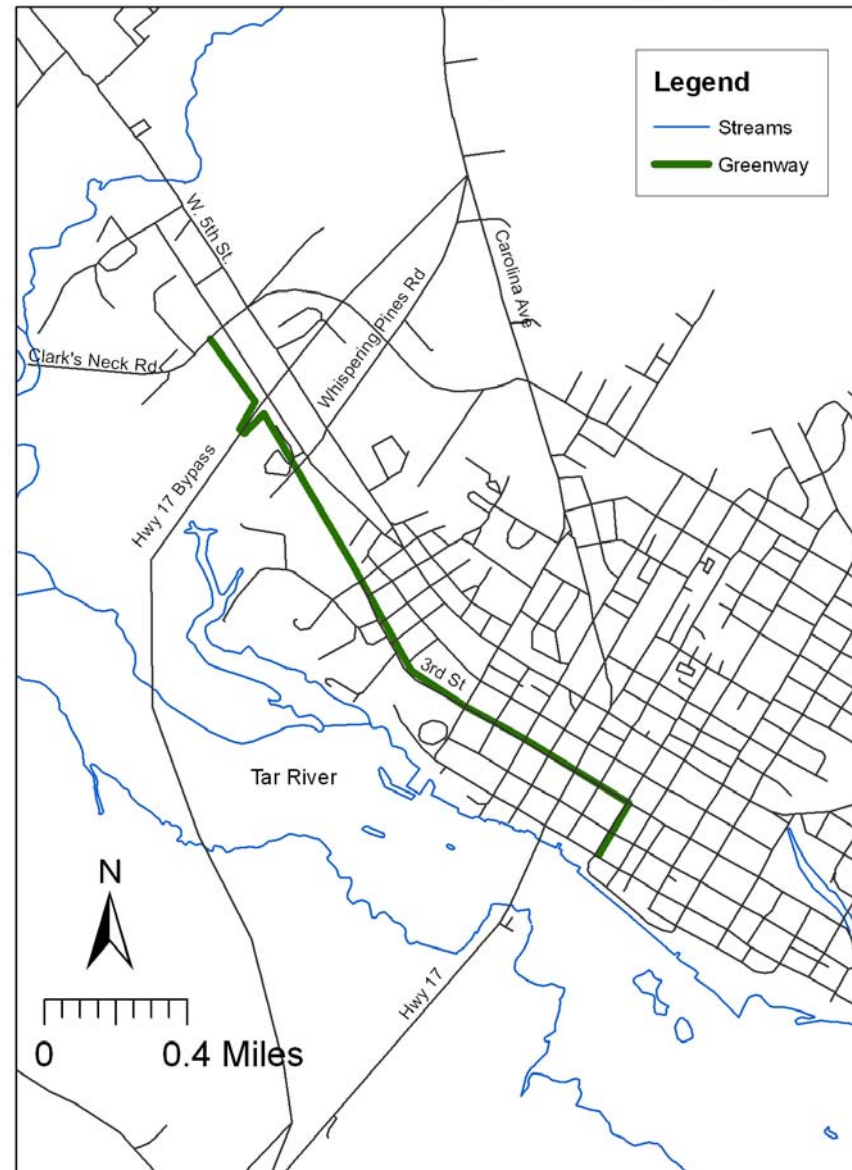 Legend
Streams
Greenway
W. 5th St.
Carolina Ave
Whispering Pines Rd
Clark's Neck Rd
Hwy 17 Bypass
3rd St
Tar River
N
Hwy 17
0 0.4 Miles